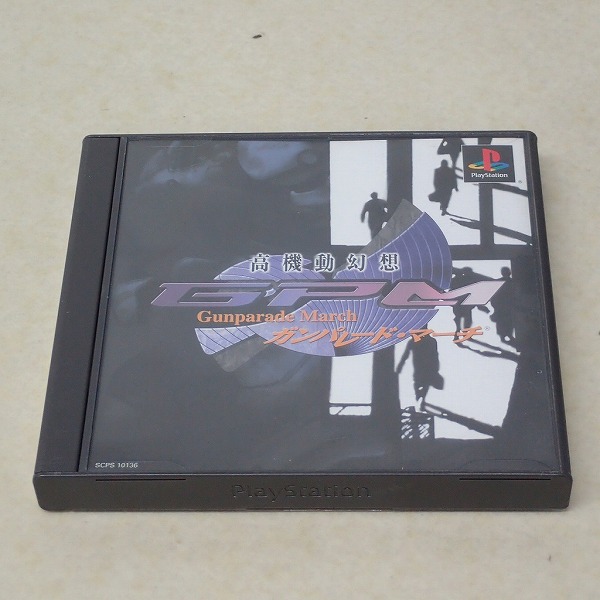 PlayStation
高機動幻想
G・P・M
Gunparade March
ガンパレード・マーチ
SCPS 10136
PlayStation